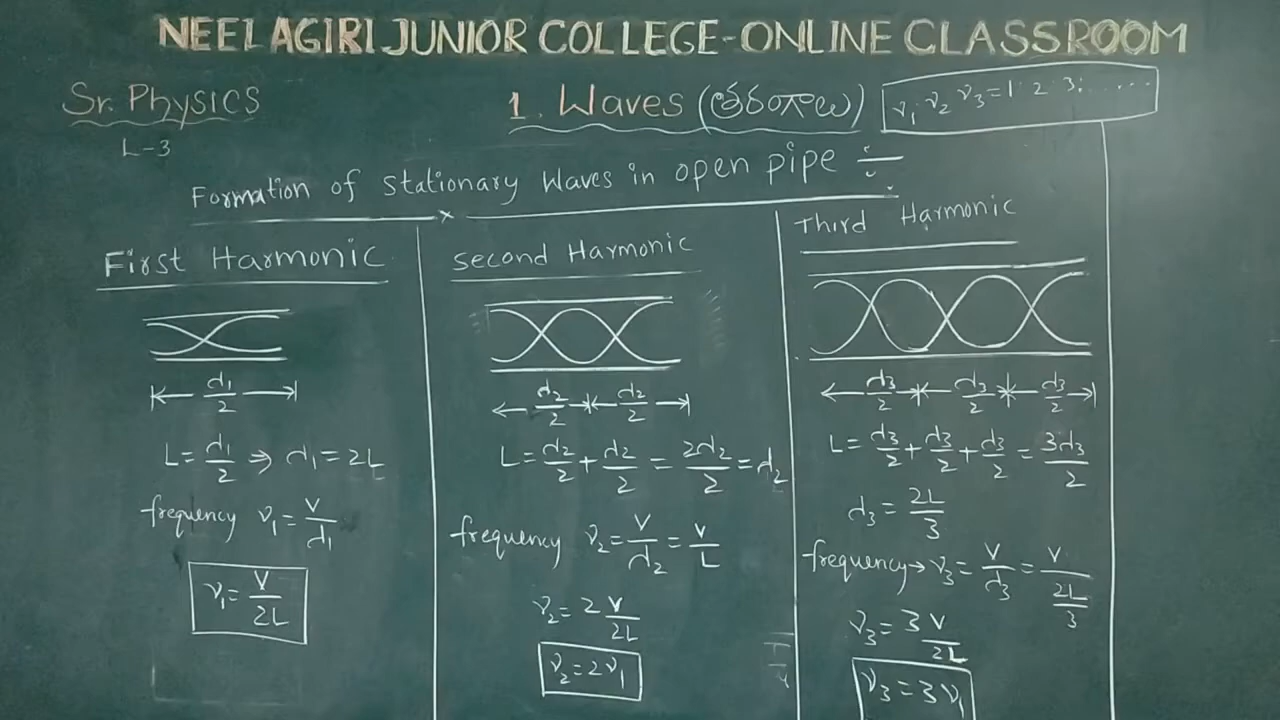 NEELAGIRI JUNIOR COLLEGE-ONLINE CLASSROOM
Sr. Physics
L-3
1. Waves (తరంగాలు)
ν₁ ν₂ ν₃ = 1:2:3:.....
Formation of stationary waves in open pipe :-
First Harmonic
λ₁/2
L = λ₁/2 ⇒ λ₁ = 2L
frequency ν₁ = V/λ₁
ν₁ = V/2L
second Harmonic
λ₂/2 λ₂/2
L = λ₂/2 + λ₂/2 = 2λ₂/2 = λ₂
frequency ν₂ = V/λ₂ = V/L
ν₂ = 2 V/2L
ν₂ = 2ν₁
Third Harmonic
λ₃/2 λ₃/2 λ₃/2
L = λ₃/2 + λ₃/2 + λ₃/2 = 3λ₃/2
λ₃ = 2L/3
frequency → ν₃ = V/λ₃ = V/(2L/3)
ν₃ = 3 V/2L
ν₃ = 3ν₁